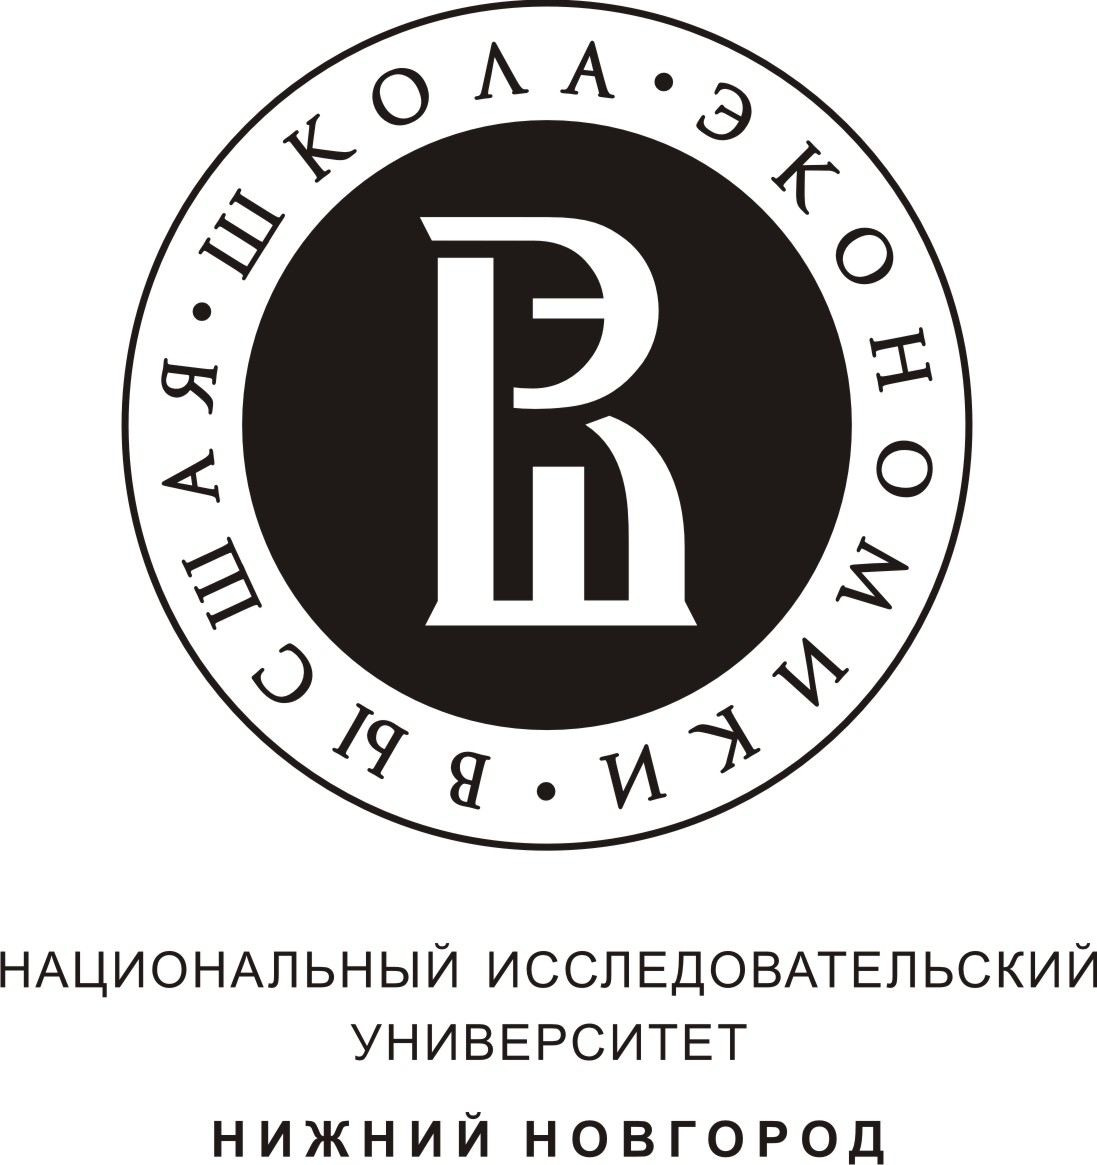 ВЫСШАЯ • ШКОЛА • ЭКОНОМИКИ •
НАЦИОНАЛЬНЫЙ ИССЛЕДОВАТЕЛЬСКИЙ
УНИВЕРСИТЕТ
НИЖНИЙ НОВГОРОД